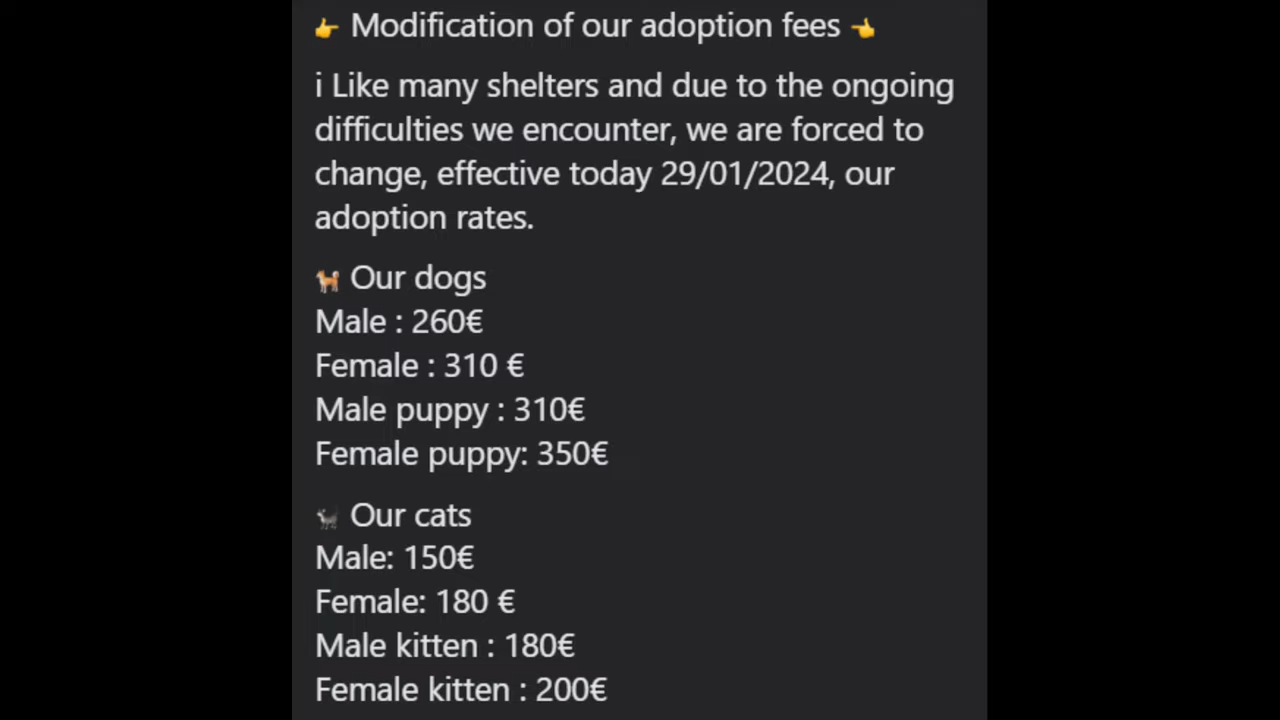 👉 Modification of our adoption fees 👈
i Like many shelters and due to the ongoing
difficulties we encounter, we are forced to
change, effective today 29/01/2024, our
adoption rates.
🐕 Our dogs
Male : 260€
Female : 310 €
Male puppy : 310€
Female puppy: 350€
🐈‍⬛ Our cats
Male: 150€
Female: 180 €
Male kitten : 180€
Female kitten : 200€